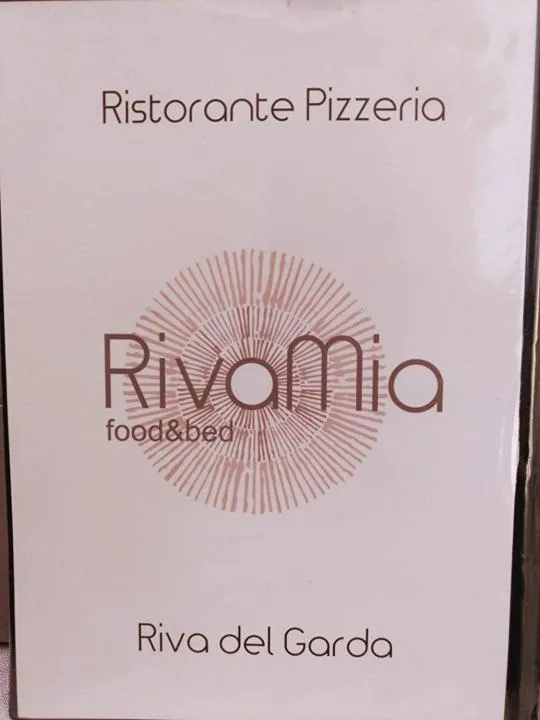 Ristorante Pizzeria
RivaMia
food&bed
Riva del Garda